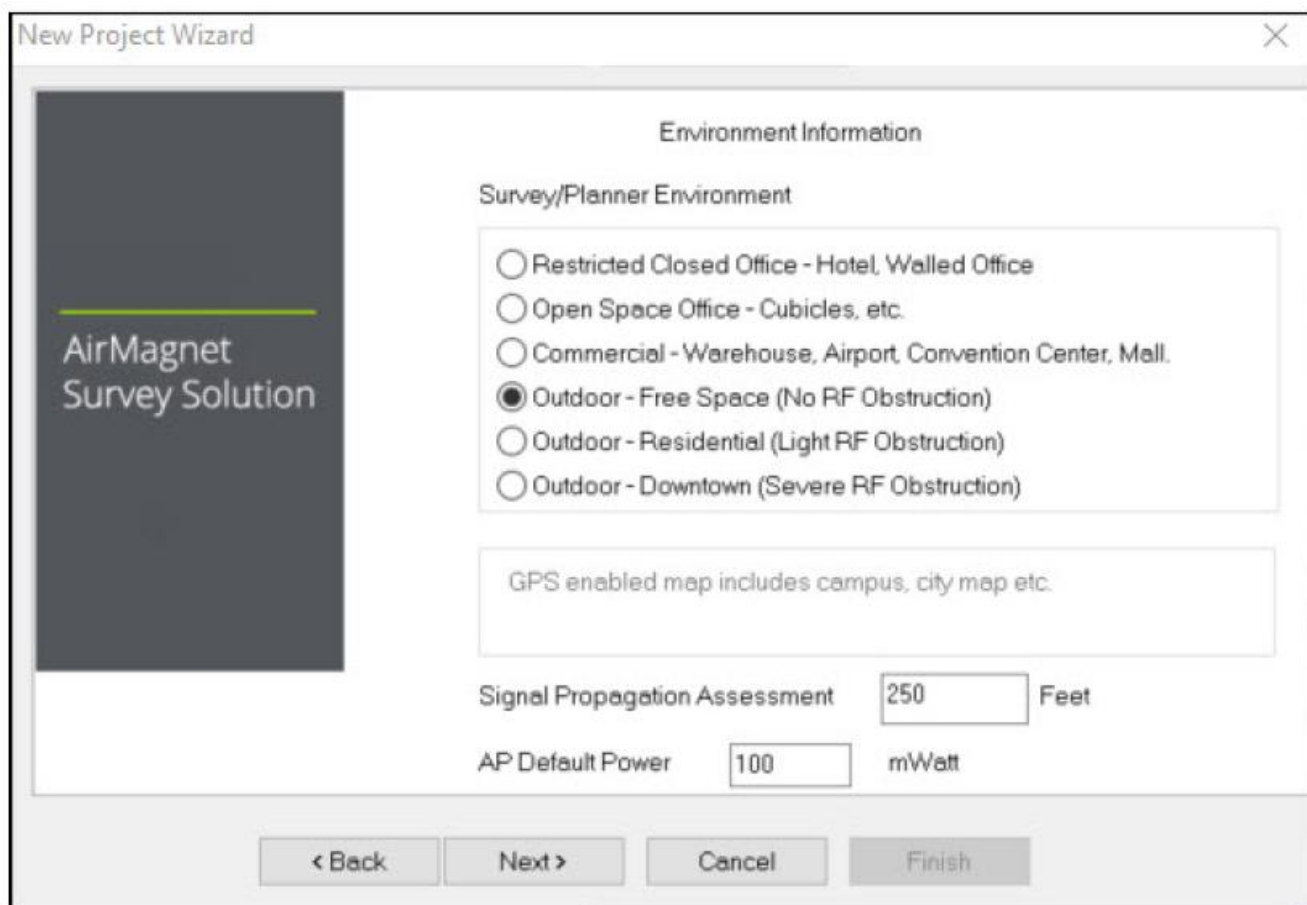 New Project Wizard
AirMagnet
Survey Solution
Environment Information
Survey/Planner Environment
Restricted Closed Office - Hotel, Walled Office
Open Space Office - Cubicles, etc.
Commercial - Warehouse, Airport, Convention Center, Mall.
Outdoor - Free Space (No RF Obstruction)
Outdoor - Residential (Light RF Obstruction)
Outdoor - Downtown (Severe RF Obstruction)
GPS enabled map includes campus, city map etc.
Signal Propagation Assessment 250 Feet
AP Default Power 100 mWatt
< Back Next > Cancel Finish